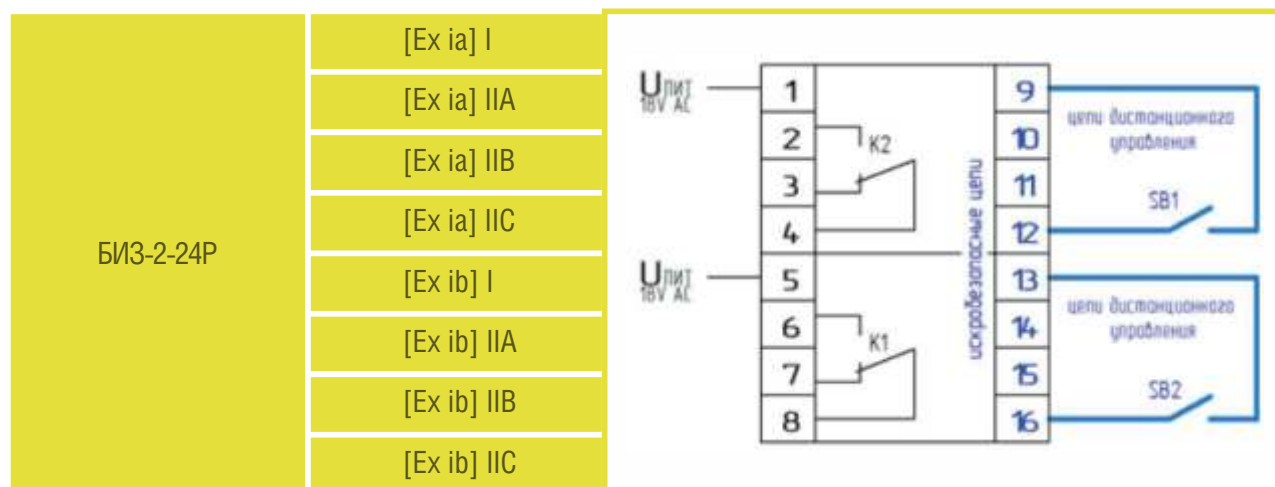 БИЗ-2-24Р
[Ex ia] I
[Ex ia] IIA
[Ex ia] IIB
[Ex ia] IIC
[Ex ib] I
[Ex ib] IIA
[Ex ib] IIB
[Ex ib] IIC
Uпит
18V AC
1
2
3
4
K2
Uпит
18V AC
5
6
7
8
K1
искробезопасные цепи
9
10
11
12
цепи дистанционного
управления
SB1
13
14
15
16
цепи дистанционного
управления
SB2